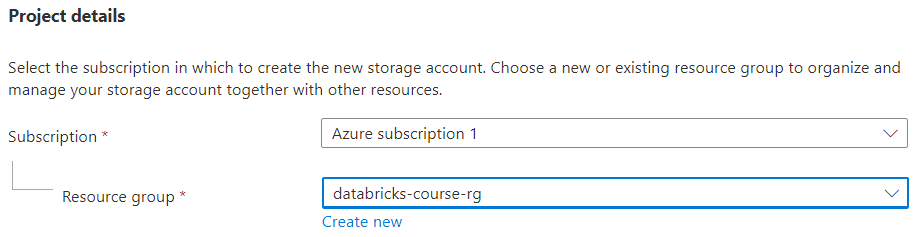 Project details
Select the subscription in which to create the new storage account. Choose a new or existing resource group to organize and
manage your storage account together with other resources.
Subscription *
Azure subscription 1
Resource group *
databricks-course-rg
Create new